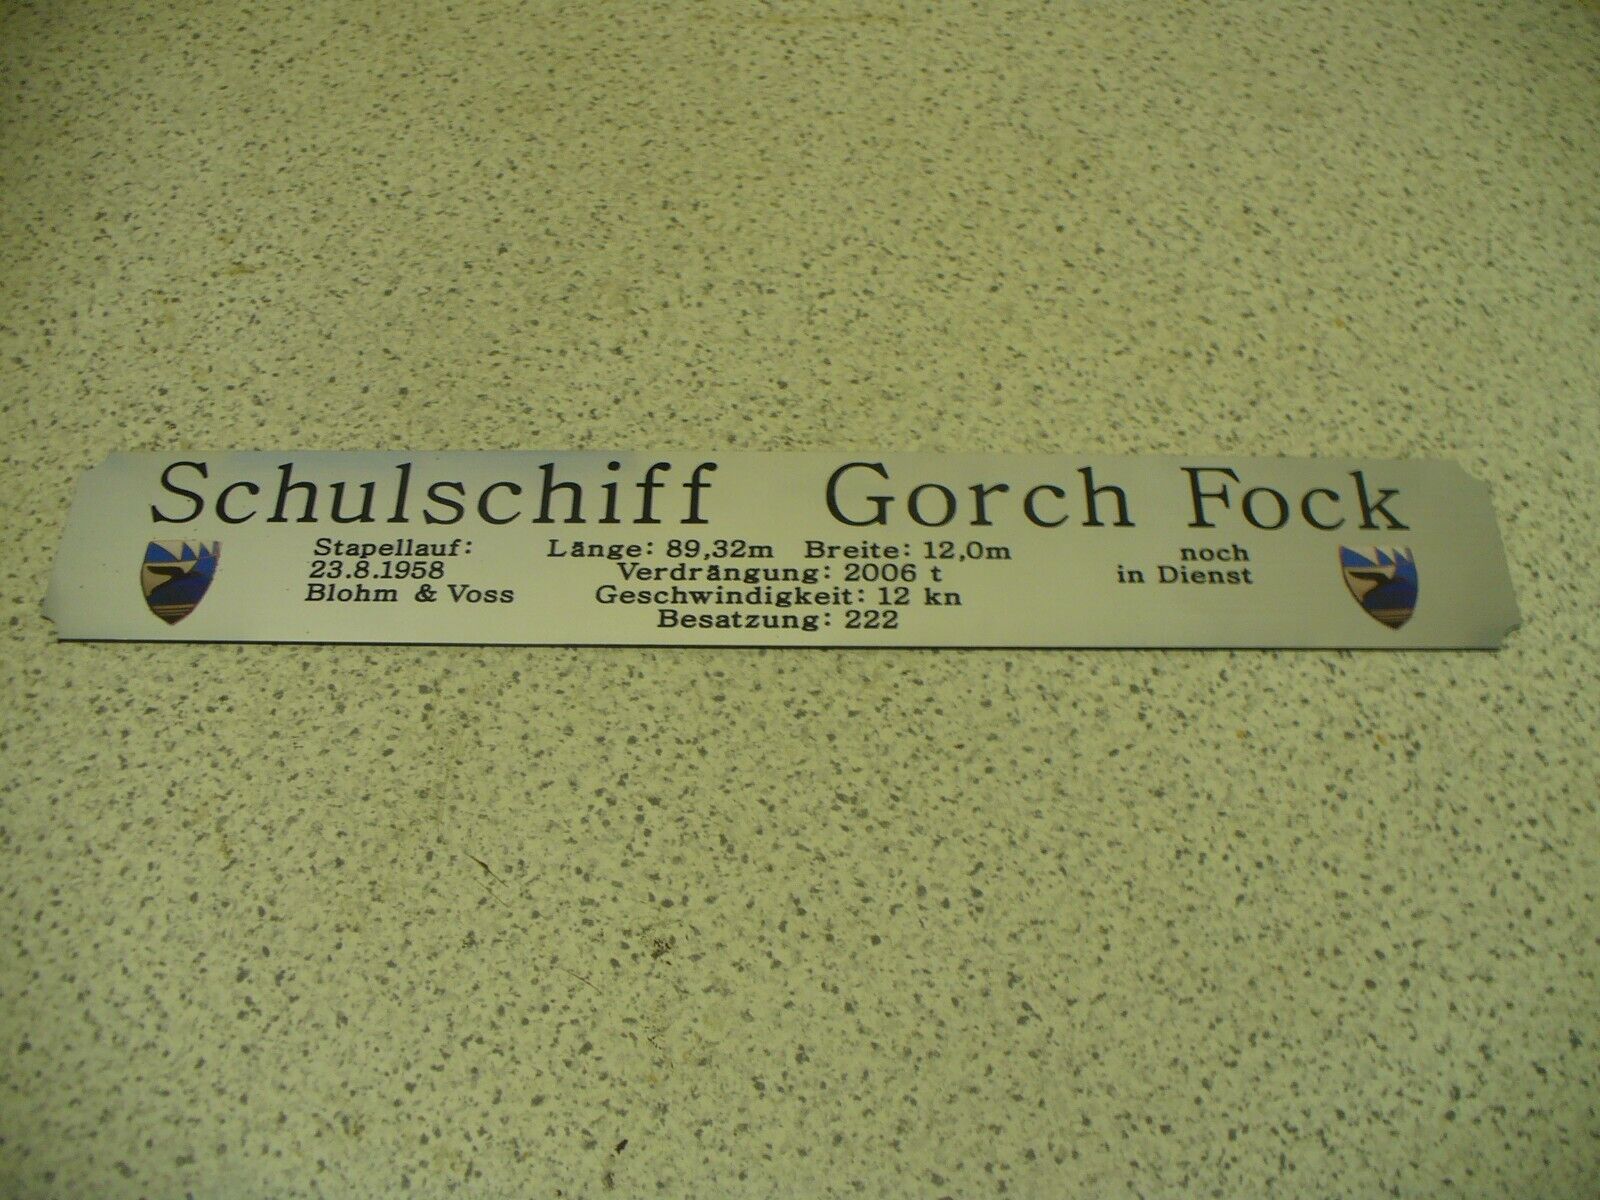 Schulschiff Gorch Fock
Stapellauf:
23.8.1958
Blohm & Voss
Länge: 89,32m Breite: 12,0m
Verdrängung: 2006 t
Geschwindigkeit: 12 kn
Besatzung: 222
noch
in Dienst